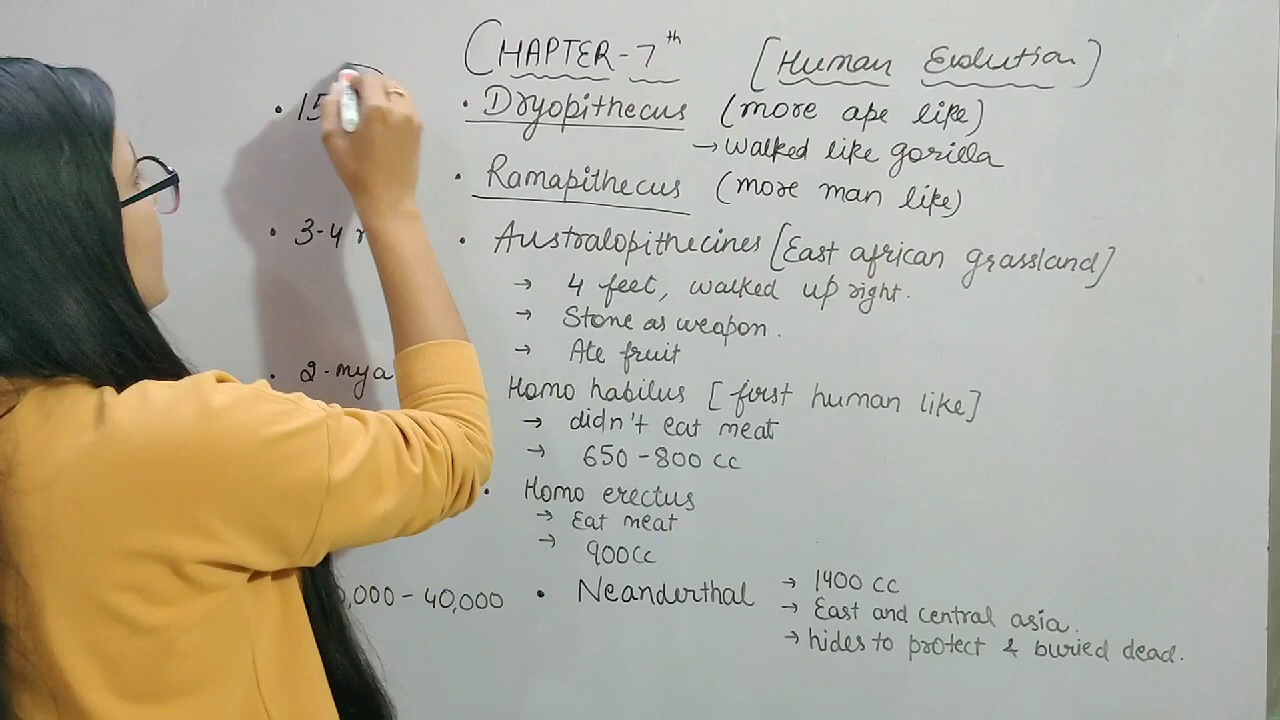 CHAPTER-7th [Human Evolution]
• 15 • Dryopithecus (more ape like)
→ walked like gorilla
• Ramapithecus (more man like)
• 3-4 • Australopithecines [East african grassland]
→ 4 feet, walked up right.
→ Stone as weapon.
→ Ate fruit
• 2-mya Homo habilus [first human like]
→ didn't eat meat
→ 650-800 cc
• Homo erectus
→ Eat meat
→ 900cc
0,000-40,000 • Neanderthal → 1400 cc
→ East and central asia.
→ hides to protect & buried dead.